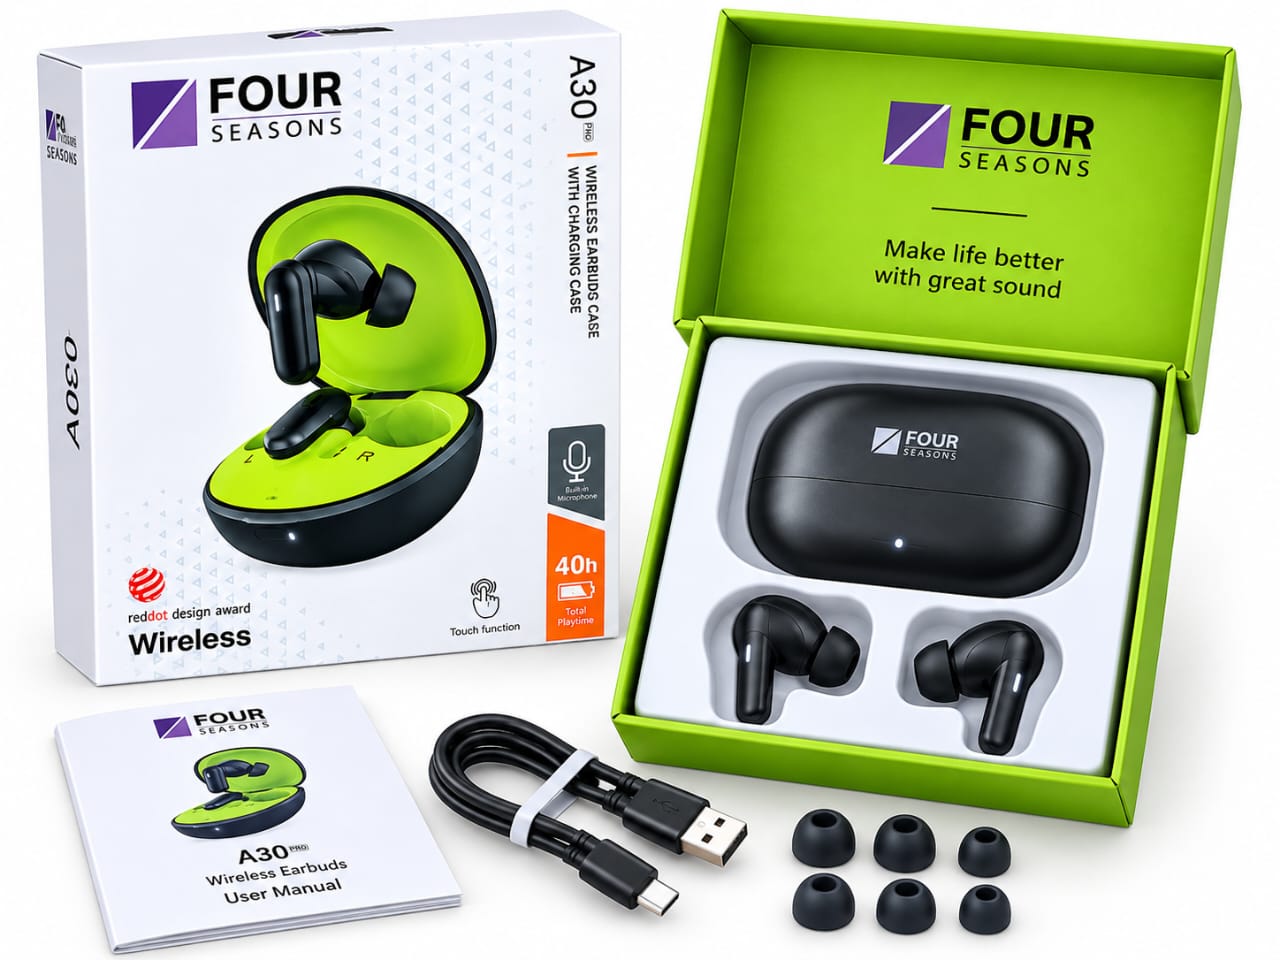 FOUR
SEASONS
A30 PRO
WIRELESS EARBUDS CASE
WITH CHARGING CASE
SEASONS
A030
L
R
Built-in
Microphone
40h
Total
Playtime
reddot design award
Wireless
Touch function
FOUR
SEASONS
Make life better
with great sound
FOUR
SEASONS
FOUR
SEASONS
A30 PRO
Wireless Earbuds
User Manual